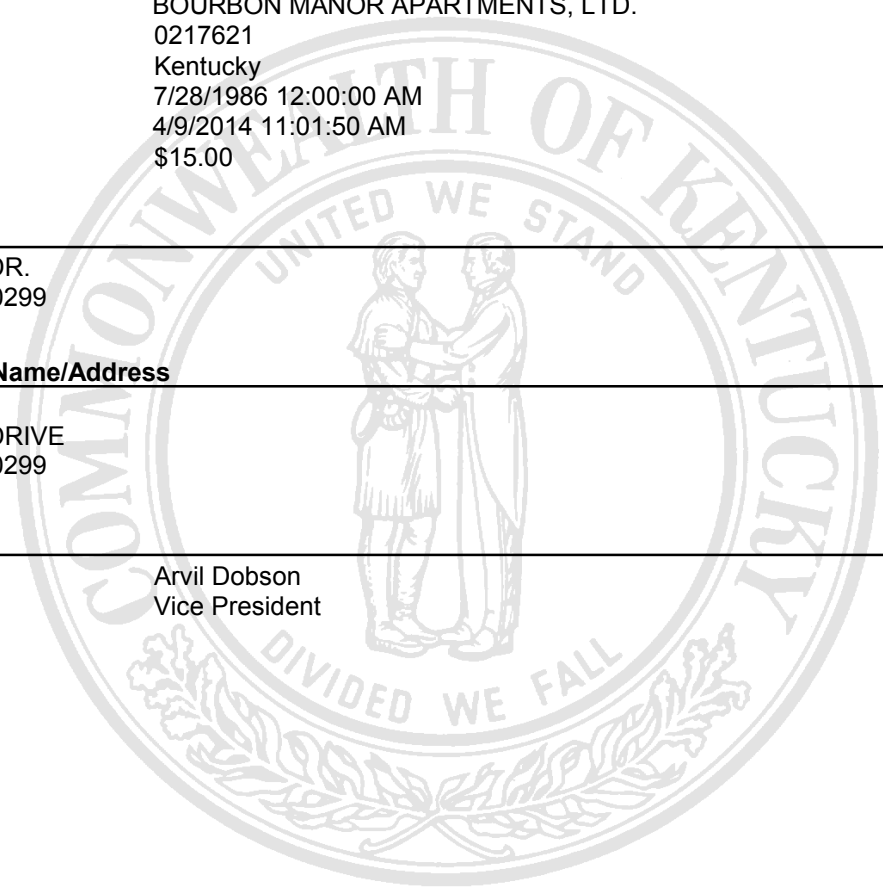 BOURBON MANOR APARTMENTS, LTD.
0217621
Kentucky
7/28/1986 12:00:00 AM
4/9/2014 11:01:50 AM
$15.00
COMMONWEALTH OF KENTUCKY
UNITED WE STAND
DR.
0299
Name/Address
DRIVE
0299
Arvil Dobson
Vice President
DIVIDED WE FALL